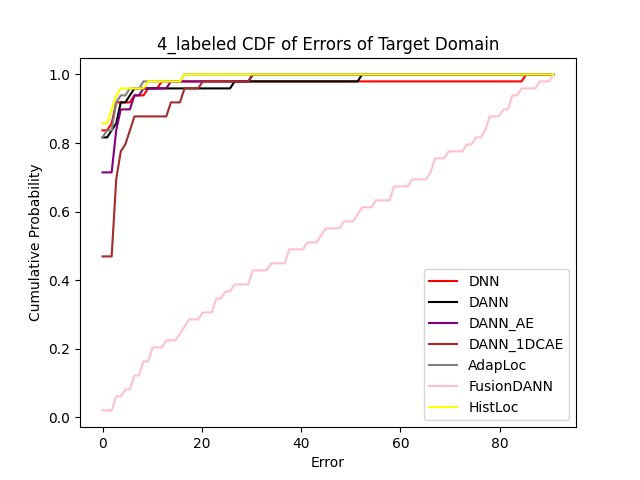 4_labeled CDF of Errors of Target Domain
Cumulative Probability
1.0
0.8
0.6
0.4
0.2
0.0
0 20 40 60 80
Error
DNN
DANN
DANN_AE
DANN_1DCAE
AdapLoc
FusionDANN
HistLoc